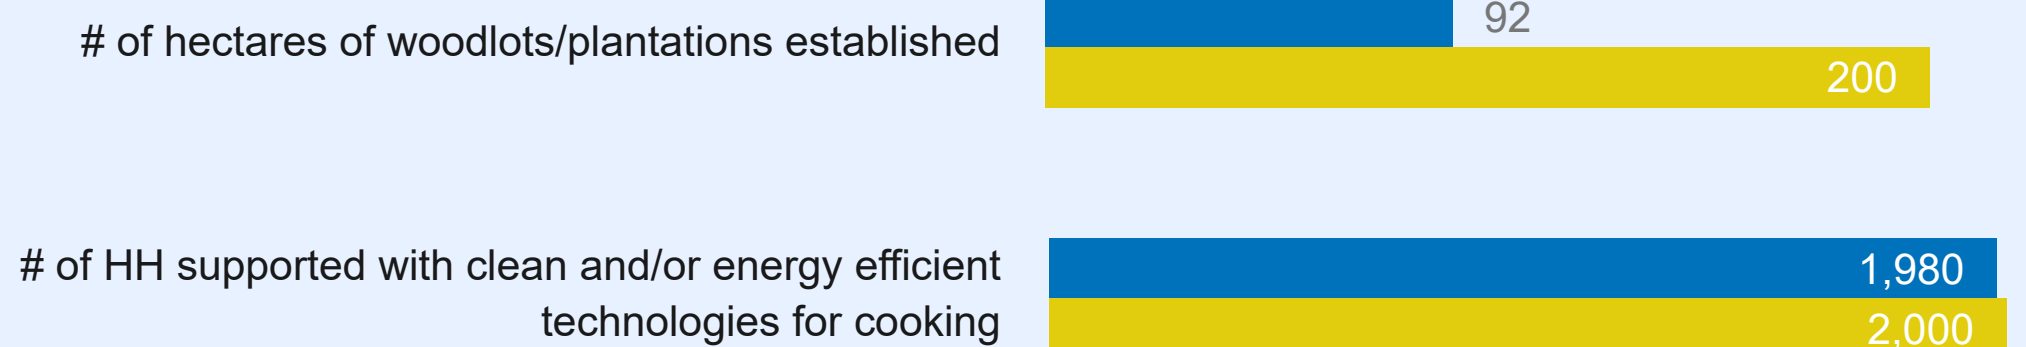 # of hectares of woodlots/plantations established
92
200
# of HH supported with clean and/or energy efficient
technologies for cooking
1,980
2,000